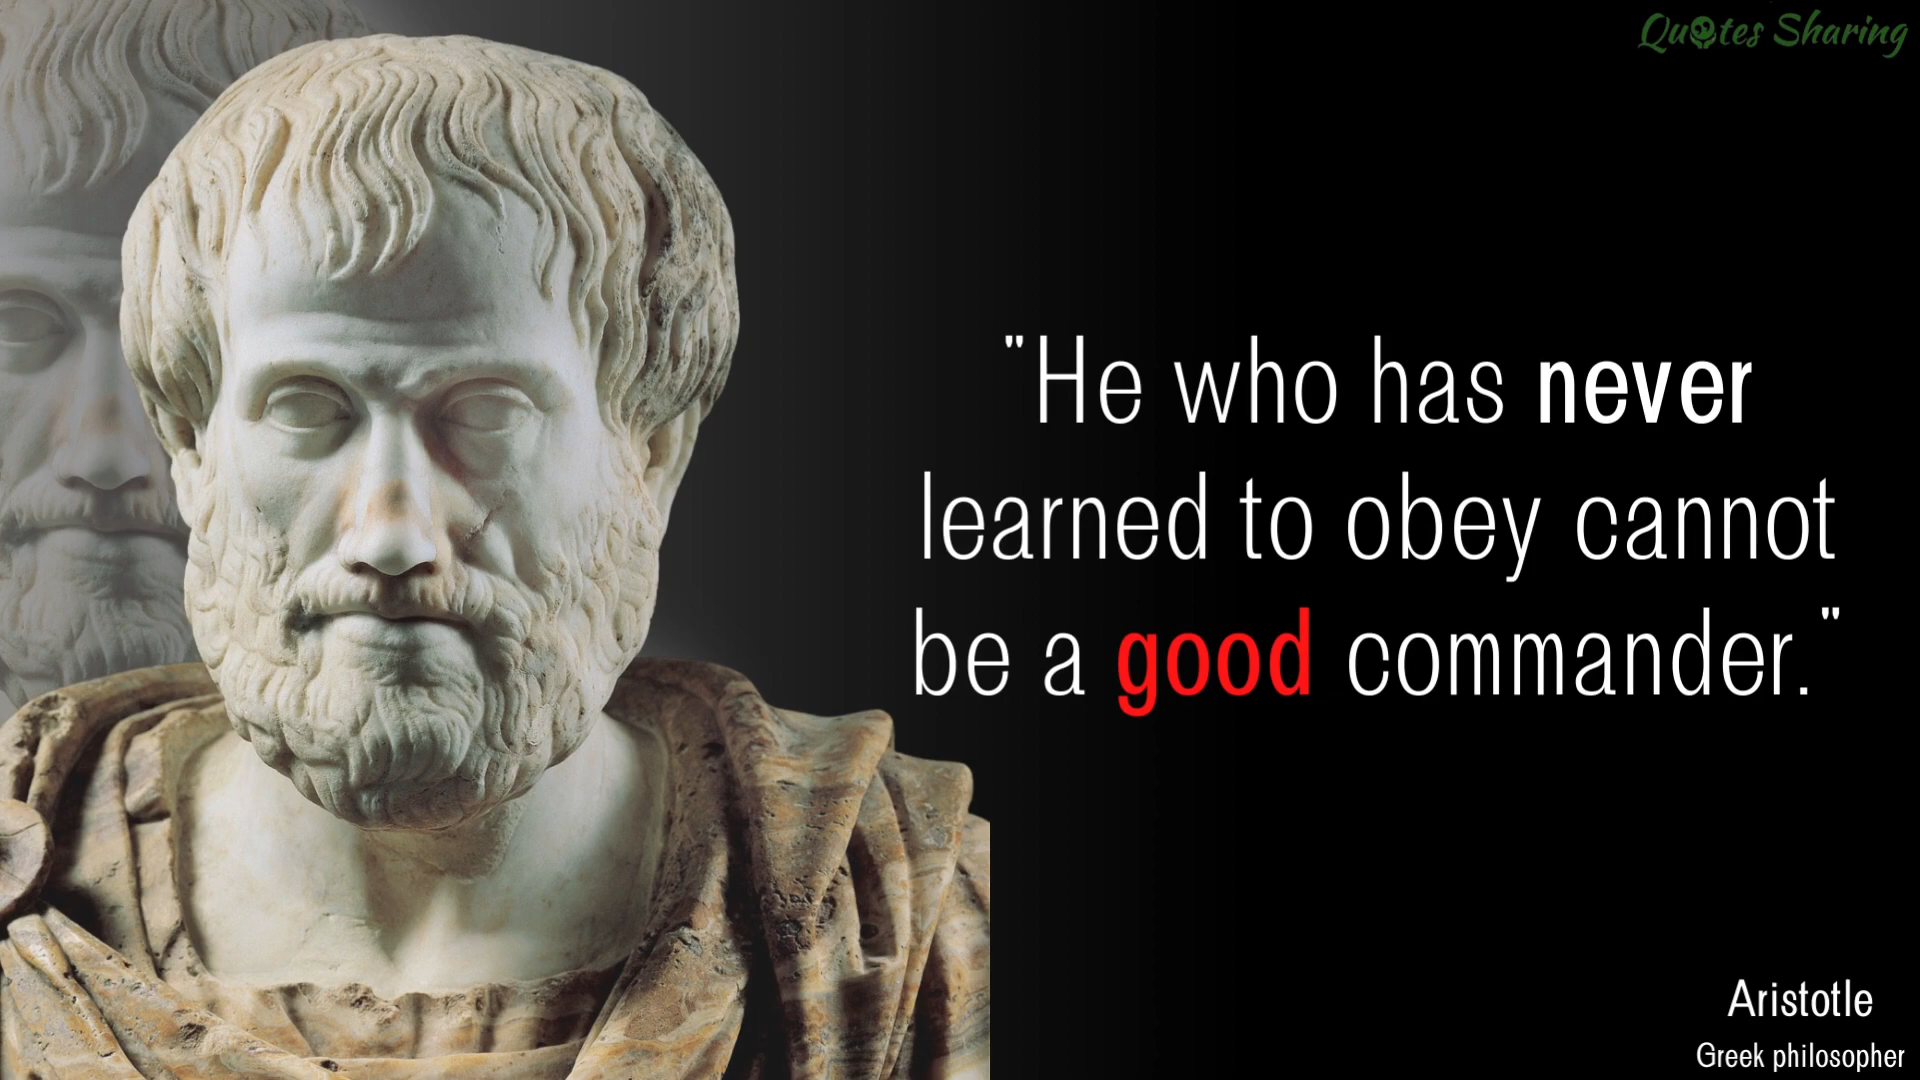 Quotes Sharing
"He who has never
learned to obey cannot
be a good commander."
Aristotle
Greek philosopher